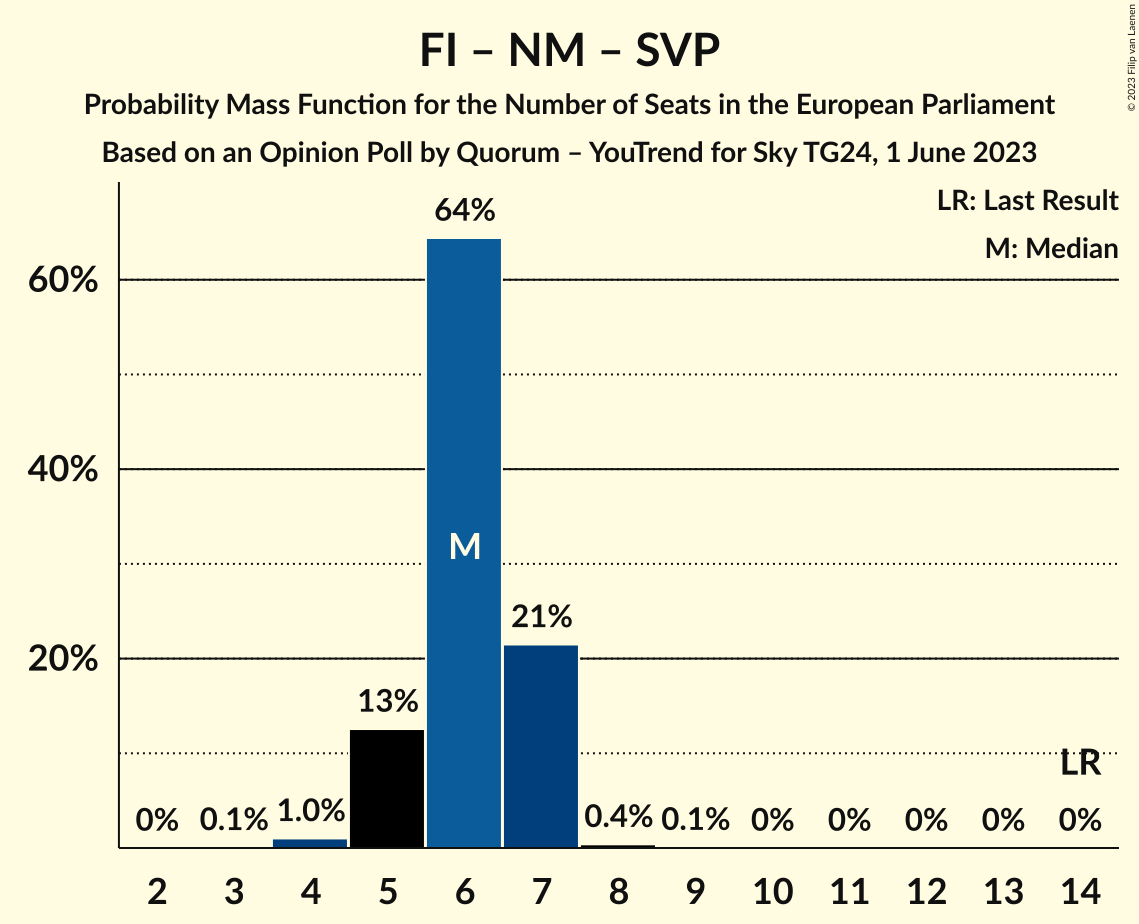 FI – NM – SVP
Probability Mass Function for the Number of Seats in the European Parliament
Based on an Opinion Poll by Quorum – YouTrend for Sky TG24, 1 June 2023
© 2023 Filip van Laenen
LR: Last Result
M: Median
64%
60%
40%
M
21%
20%
13%
LR
0% 0.1% 1.0% 0.4% 0.1% 0% 0% 0% 0% 0%
2 3 4 5 6 7 8 9 10 11 12 13 14